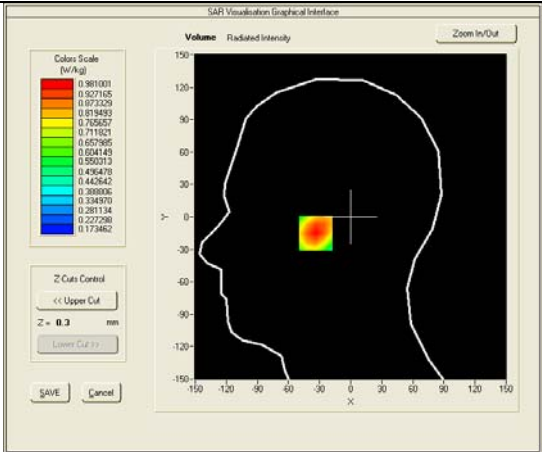 SAR Visualisation Graphical Interface
Volume Radiated Intensity
Zoom In/Out
Colors Scale
(W/kg)
0.981001
0.927165
0.873329
0.819493
0.765657
0.711821
0.657985
0.604149
0.550313
0.496478
0.442642
0.388806
0.334970
0.281134
0.227298
0.173462
Z-Cuts Control
<< Upper Cut
Z = 0.3 mm
Lower Cut >>
SAVE Cancel
150-
120-
90-
60-
30-
0-
-30-
-60-
-90-
-120-
-150-
Y
-150 -120 -90 -60 -30 0 30 60 90 120 150
X